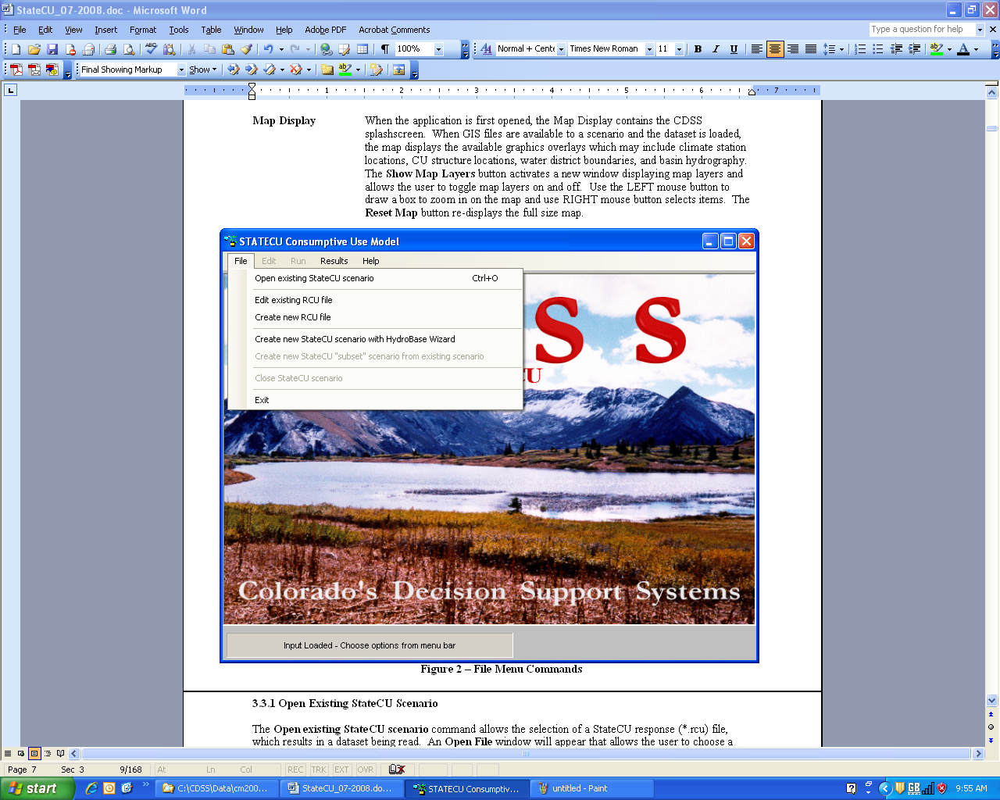 StateCU_07-2008.doc - Microsoft Word
File Edit View Insert Format Tools Table Window Help Adobe PDF Acrobat Comments
Type a question for help
100% Normal + Cente Times New Roman 11 B I U
Final Showing Markup Show
1 2 3 4 5 6 7
Map Display
When the application is first opened, the Map Display contains the CDSS
splashscreen. When GIS files are available to a scenario and the dataset is loaded,
the map displays the available graphics overlays which may include climate station
locations, CU structure locations, water district boundaries, and basin hydrography.
The Show Map Layers button activates a new window displaying map layers and
allows the user to toggle map layers on and off. Use the LEFT mouse button to
draw a box to zoom in on the map and use RIGHT mouse button selects items. The
Reset Map button re-displays the full size map.
STATECU Consumptive Use Model
File Edit Run Results Help
Open existing StateCU scenario Ctrl+O
Edit existing RCU file
Create new RCU file
Create new StateCU scenario with HydroBase Wizard
Create new StateCU "subset" scenario from existing scenario
Close StateCU scenario
Exit
S S
CU
Colorado's Decision Support Systems
Input Loaded - Choose options from menu bar
Figure 2 – File Menu Commands
3.3.1 Open Existing StateCU Scenario
The Open existing StateCU scenario command allows the selection of a StateCU response (*.rcu) file,
which results in a dataset being read. An Open File window will appear that allows the user to choose a
Page 7 Sec 3 9/168 At Ln Col REC TRK EXT OVR
start C:\CDSS\Data\cm200... StateCU_07-2008.do... STATECU Consumptiv... untitled - Paint GB 9:55 AM